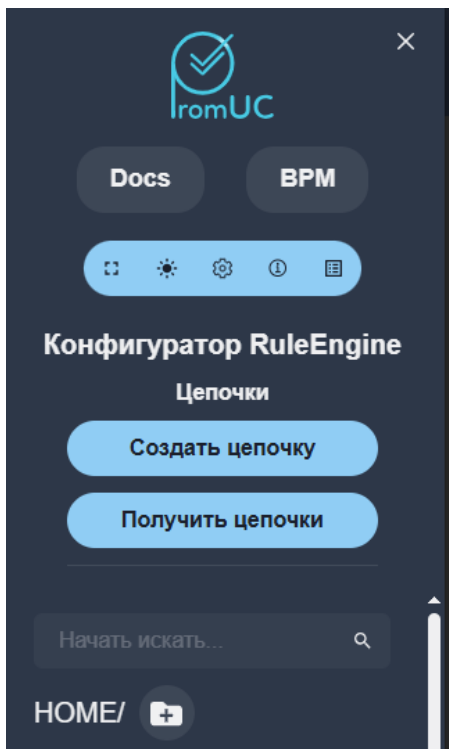 PromUC
Docs BPM
Конфигуратор RuleEngine
Цепочки
Создать цепочку
Получить цепочки
Начать искать...
HOME/